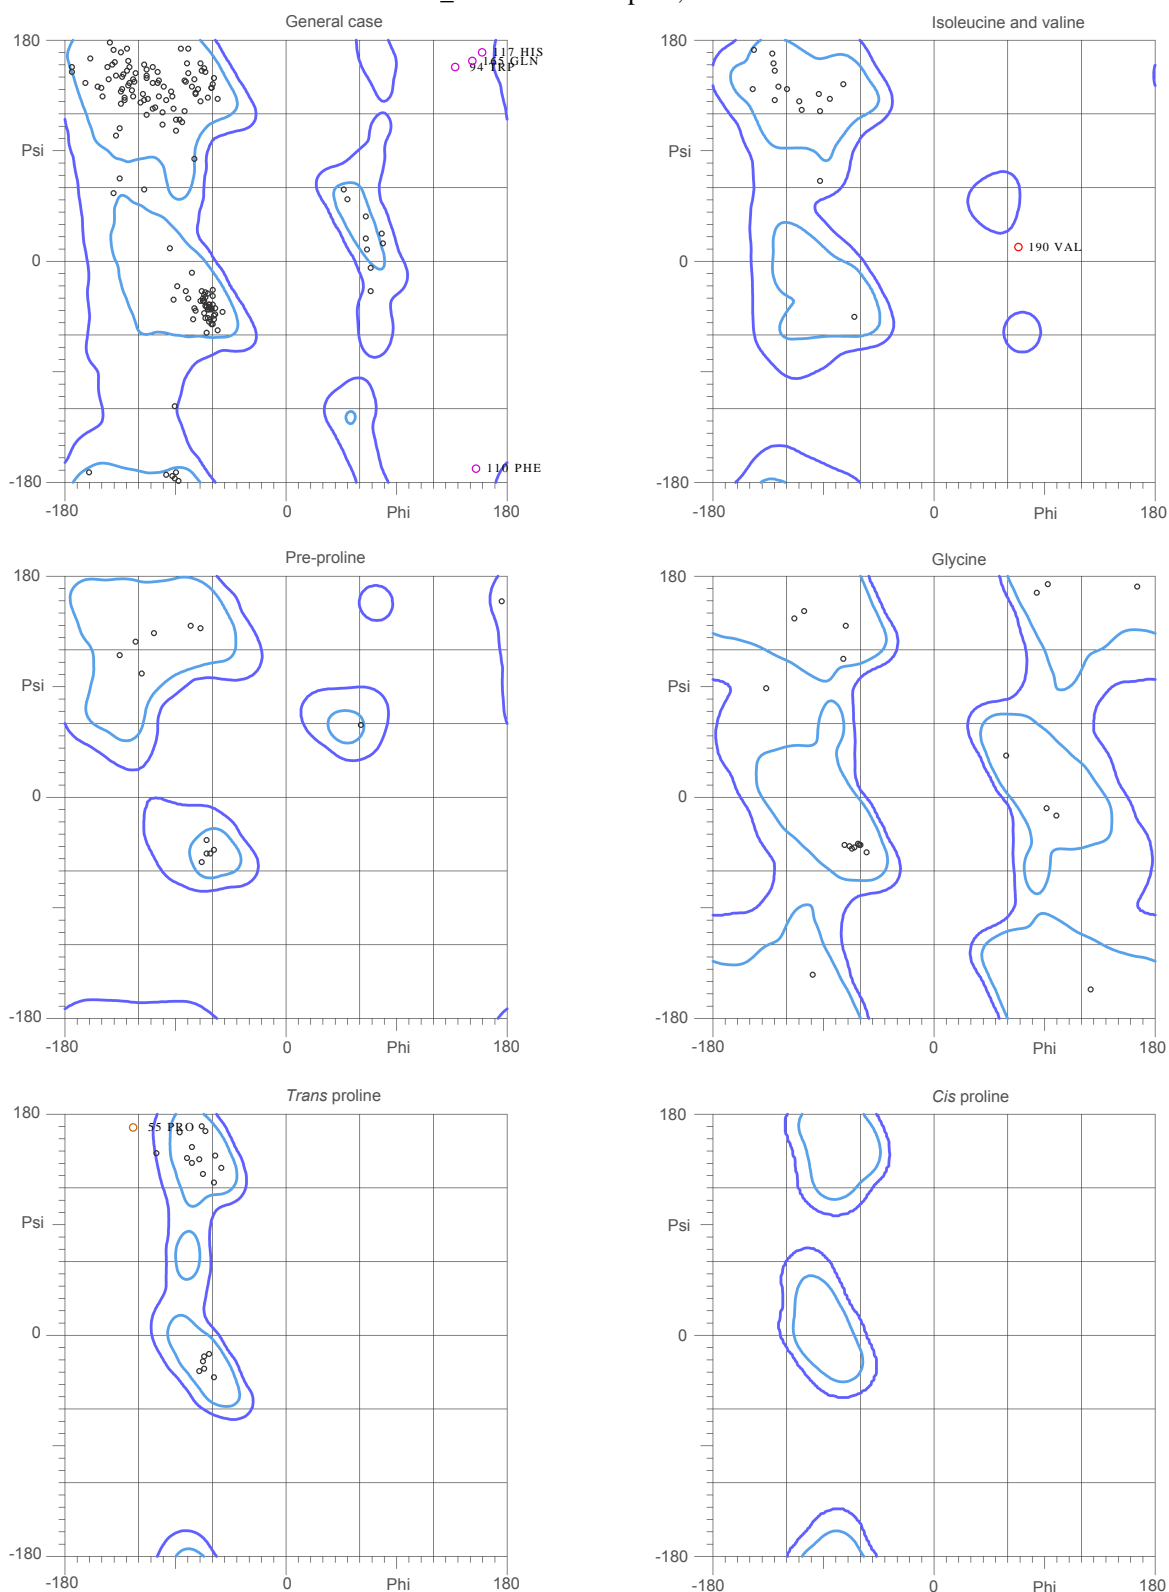 General case
Isoleucine and valine
180
117 HIS
165 GLN
94 TRP
Psi
0
110 PHE
-180
-180
0
Phi
180
180
Psi
0
190 VAL
-180
-180
0
Phi
180
Pre-proline
Glycine
180
Psi
0
-180
-180
0
Phi
180
180
Psi
0
-180
-180
0
Phi
180
Trans proline
Cis proline
180
55 PRO
Psi
0
-180
-180
0
Phi
180
180
Psi
0
-180
-180
0
Phi
180